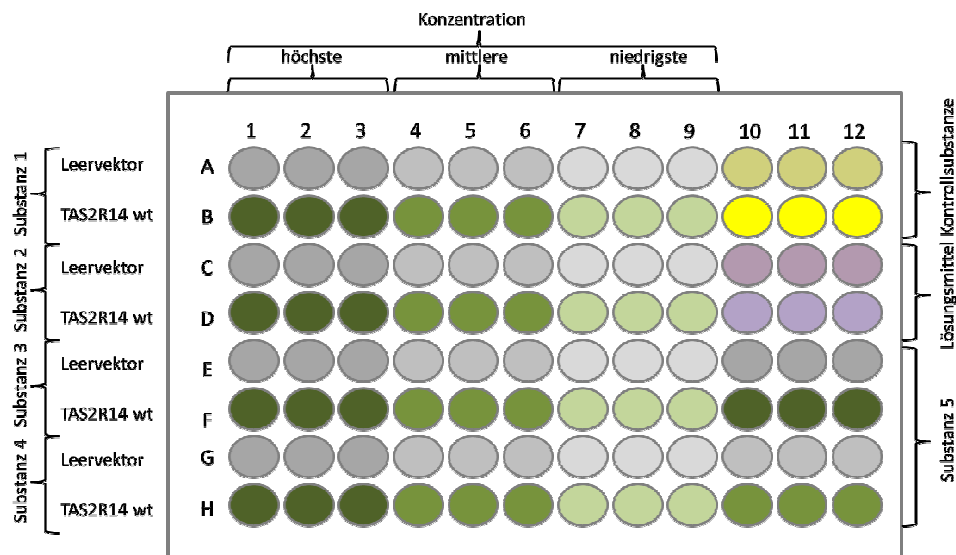 Konzentration
höchste mittlere niedrigste
1 2 3 4 5 6 7 8 9 10 11 12
Substanz 1
Leervektor A
TAS2R14 wt B
Kontrollsubstanze
Substanz 2
Leervektor C
TAS2R14 wt D
Lösungsmittel
Substanz 3
Leervektor E
TAS2R14 wt F
Substanz 4
Leervektor G
TAS2R14 wt H
Substanz 5